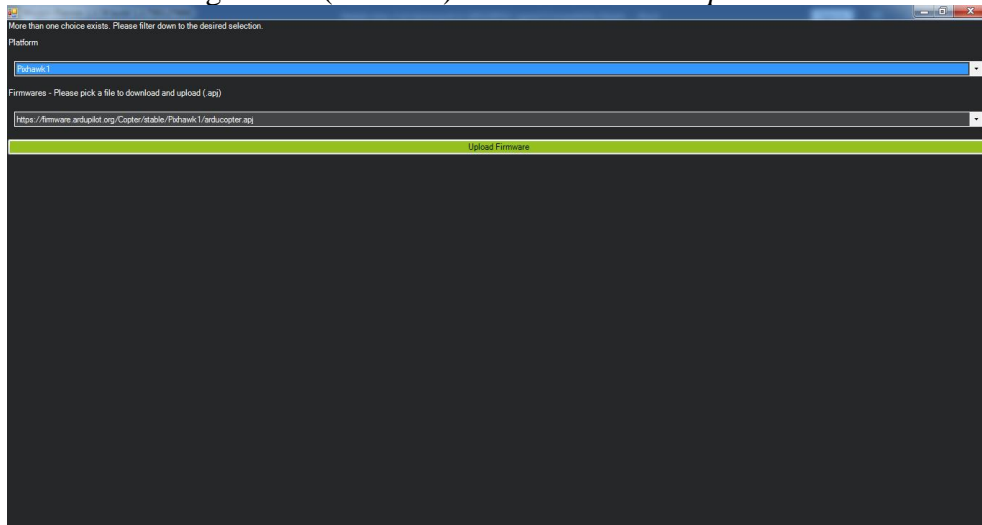 More than one choice exists. Please filter down to the desired selection.
Platform
Pixhawk1
Firmwares - Please pick a file to download and upload (.apj)
https://firmware.ardupilot.org/Copter/stable/Pixhawk1/arducopter.apj
Upload Firmware